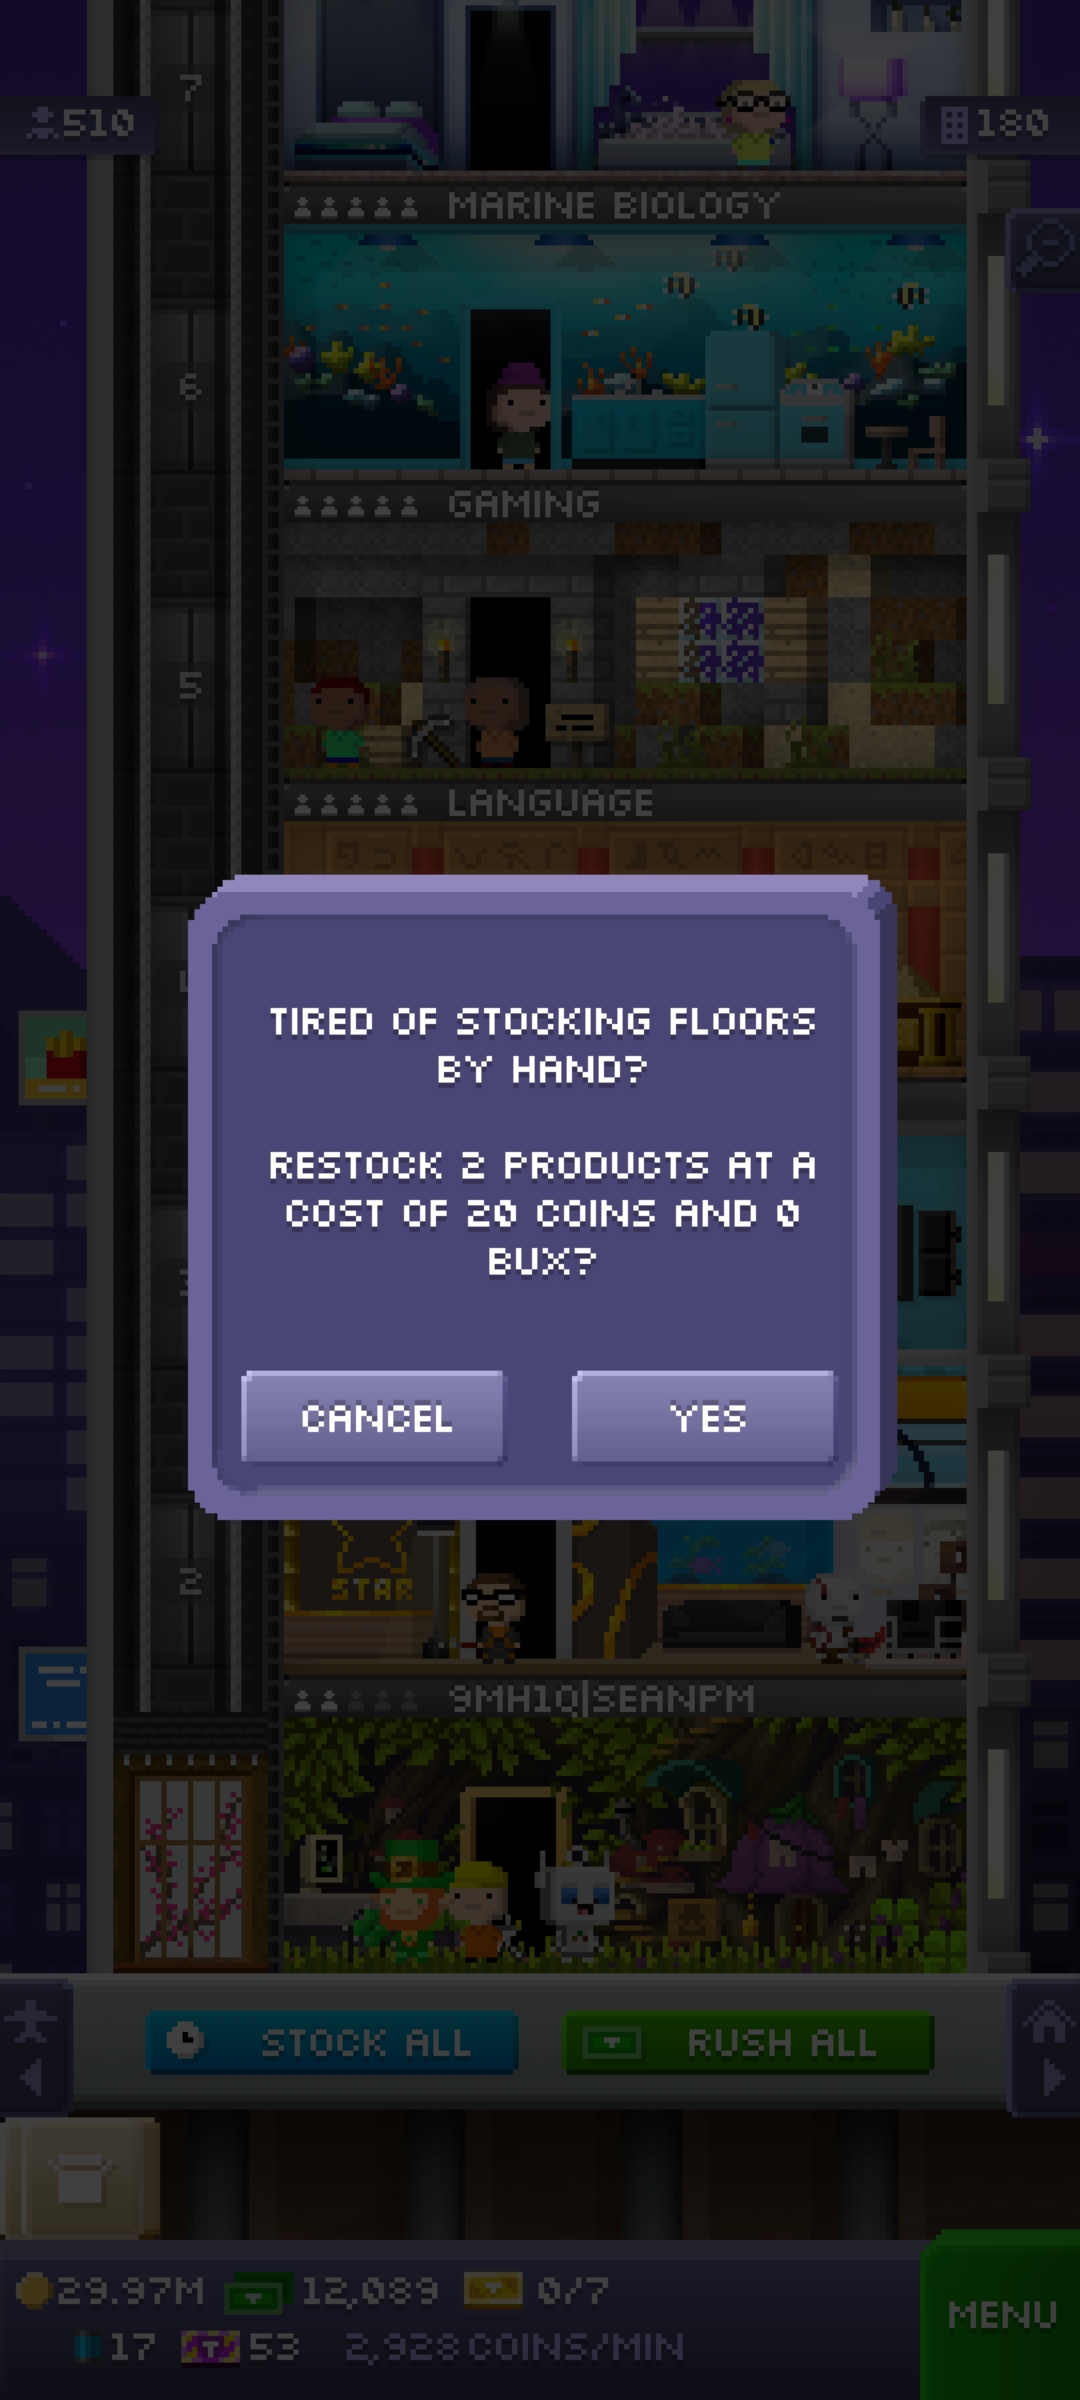 7
510
180
MARINE BIOLOGY
6
GAMING
5
LANGUAGE
TIRED OF STOCKING FLOORS
BY HAND?
RESTOCK 2 PRODUCTS AT A
COST OF 20 COINS AND 0
BUX?
CANCEL
YES
STAR
2
9MH1Q|SEANPM
STOCK ALL
RUSH ALL
29.97M
12,089
0/7
MENU
17
53
2,928 COINS/MIN